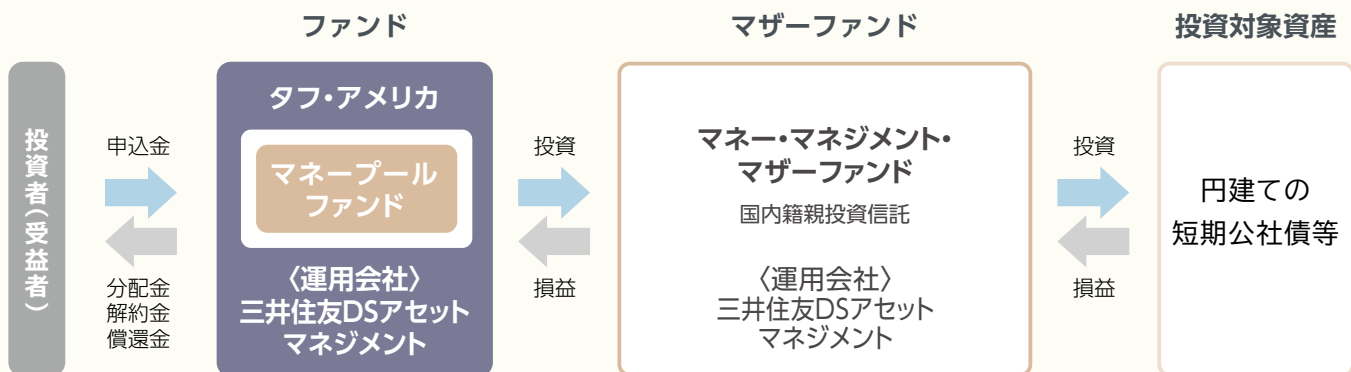 ファンド
マザーファンド
投資対象資産
投資者(受益者)
申込金
分配金
解約金
償還金
タフ・アメリカ
マネープール
ファンド
〈運用会社〉
三井住友DSアセット
マネジメント
投資
損益
マネー・マネジメント・
マザーファンド
国内籍親投資信託
〈運用会社〉
三井住友DSアセット
マネジメント
投資
損益
円建ての
短期公社債等